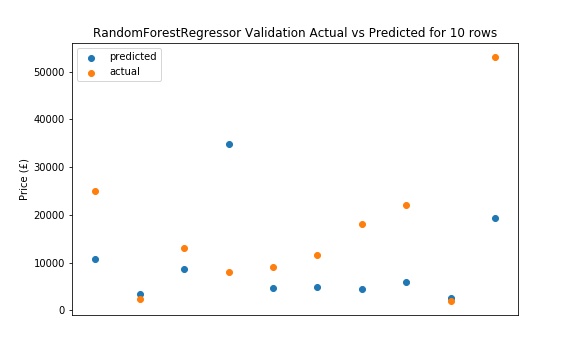 RandomForestRegressor Validation Actual vs Predicted for 10 rows
predicted
actual
50000
40000
30000
20000
10000
0
Price (£)